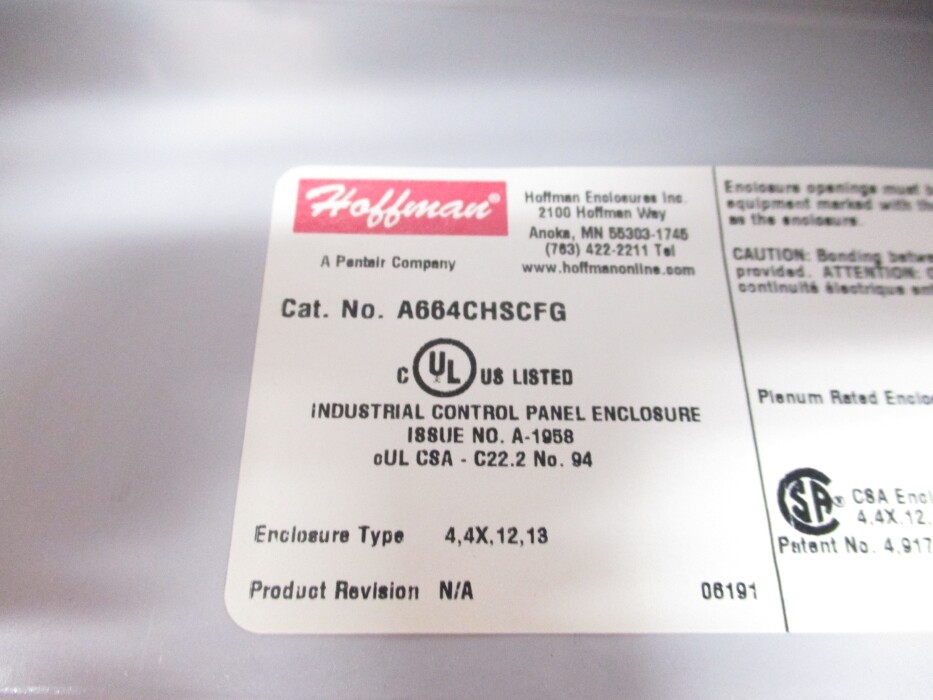 Hoffman®
A Pentair Company
Hoffman Enclosures Inc.
2100 Hoffman Way
Anoka, MN 55303-1745
(763) 422-2211 Tel
www.hoffmanonline.com
Cat. No. A664CHSCFG
C UL US LISTED
INDUSTRIAL CONTROL PANEL ENCLOSURE
ISSUE NO. A-1958
cUL CSA - C22.2 No. 94
Enclosure Type 4,4X,12,13
Product Revision N/A
06191
Enclosure openings must
equipment marked with
as the enclosure.
CAUTION: Bonding
provided. ATTENTION:
continuité électrique
Plenum Rated
CSA® CSA
4,4X,12,
Patent No. 4,917